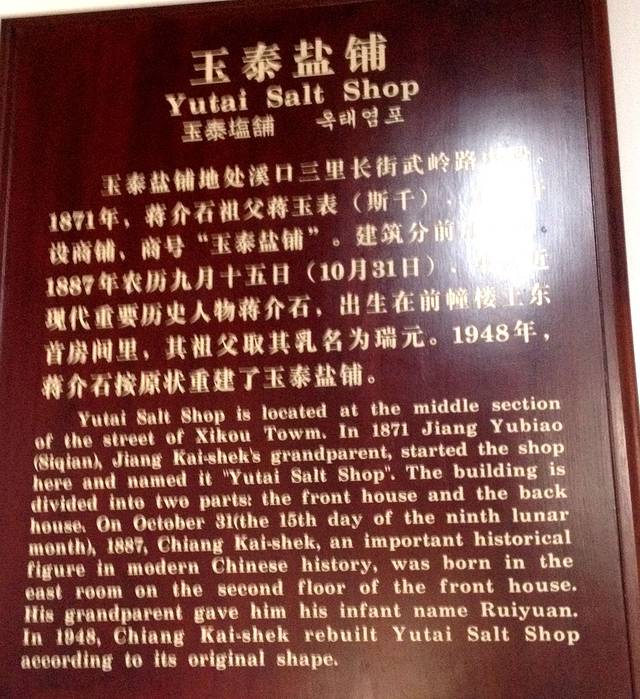 玉泰盐铺
Yutai Salt Shop
玉泰塩舗 옥태염포
玉泰盐铺地处溪口三里长街武岭路
1871年，蒋介石祖父蒋玉表（斯千）、
设商铺、商号“玉泰盐铺”。建筑分前
1887年农历九月十五日（10月31日）、
现代重要历史人物蒋介石，出生在前幢楼上东
首房间里，其祖父取其乳名为瑞元。1948年，
蒋介石按原状重建了玉泰盐铺。
Yutai Salt Shop is located at the middle section
of the street of Xikou Towm. In 1871 Jiang Yubiao
(Siqian), Jiang Kai-shek's grandparent, started the shop
here and named it "Yutai Salt Shop". The building is
divided into two parts: the front house and the back
house. On October 31(the 15th day of the ninth lunar
month), 1887, Chiang Kai-shek, an important historical
figure in modern Chinese history, was born in the
east room on the second floor of the front house.
His grandparent gave him his infant name Ruiyuan.
In 1948, Chiang Kai-shek rebuilt Yutai Salt Shop
according to its original shape.